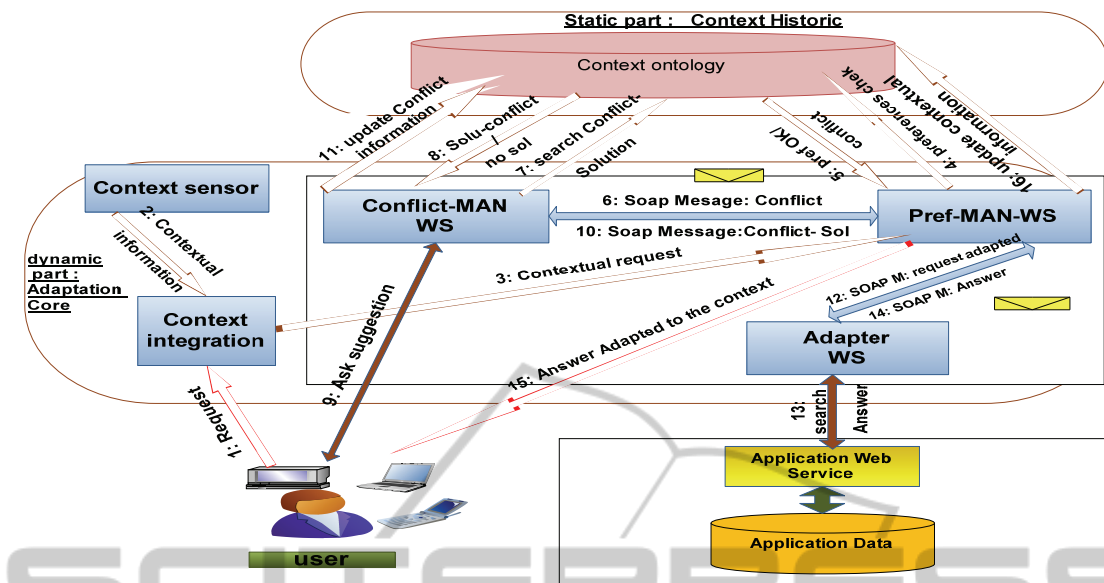 Static part :   Context Historic
Context ontology
11: update Conflict
information
8: Solu-conflict
l
no sol
7: search Conflict-
Solution
5: pref OK/
conflict
4: preferences chek
16: update contextual
information
Context sensor
2: Contextual
information
dynamic
part :
Adaptation
Core
Context
integration
Conflict-MAN
WS
6: Soap Mesage: Conflict
10: Soap Message:Conflict- Sol
Pref-MAN-WS
3: Contextual request
12: SOAP M: request adapted
14: SOAP M: Answer
Adapter
WS
9: Ask suggestion
15: Answer Adapted to the context
1: Request
13:
search
Answer
Application Web
Service
Application Data
user
SCITEPRESS